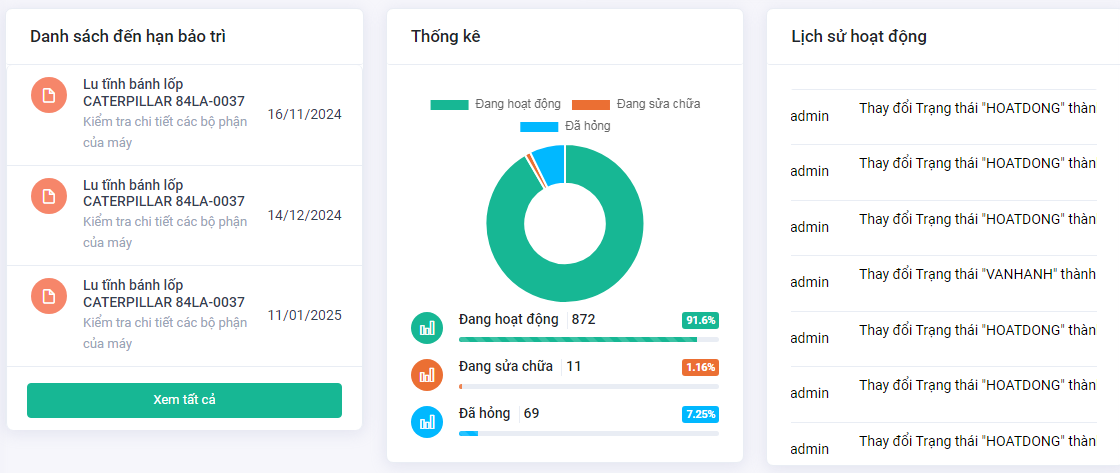 Danh sách đến hạn bảo trì
Lu tĩnh bánh lốp
CATERPILLAR 84LA-0037
16/11/2024
Kiểm tra chi tiết các bộ phận
của máy
Lu tĩnh bánh lốp
CATERPILLAR 84LA-0037
14/12/2024
Kiểm tra chi tiết các bộ phận
của máy
Lu tĩnh bánh lốp
CATERPILLAR 84LA-0037
11/01/2025
Kiểm tra chi tiết các bộ phận
của máy
Xem tất cả
Thống kê
Đang hoạt động Đang sửa chữa
Đã hỏng
Đang hoạt động 872 91.6%
Đang sửa chữa 11 1.16%
Đã hỏng 69 7.25%
Lịch sử hoạt động
admin Thay đổi Trạng thái "HOATDONG" thàn
admin Thay đổi Trạng thái "HOATDONG" thàn
admin Thay đổi Trạng thái "HOATDONG" thàn
admin Thay đổi Trạng thái "VANHANH" thành
admin Thay đổi Trạng thái "HOATDONG" thàn
admin Thay đổi Trạng thái "HOATDONG" thàn
admin Thay đổi Trạng thái "HOATDONG" thàn